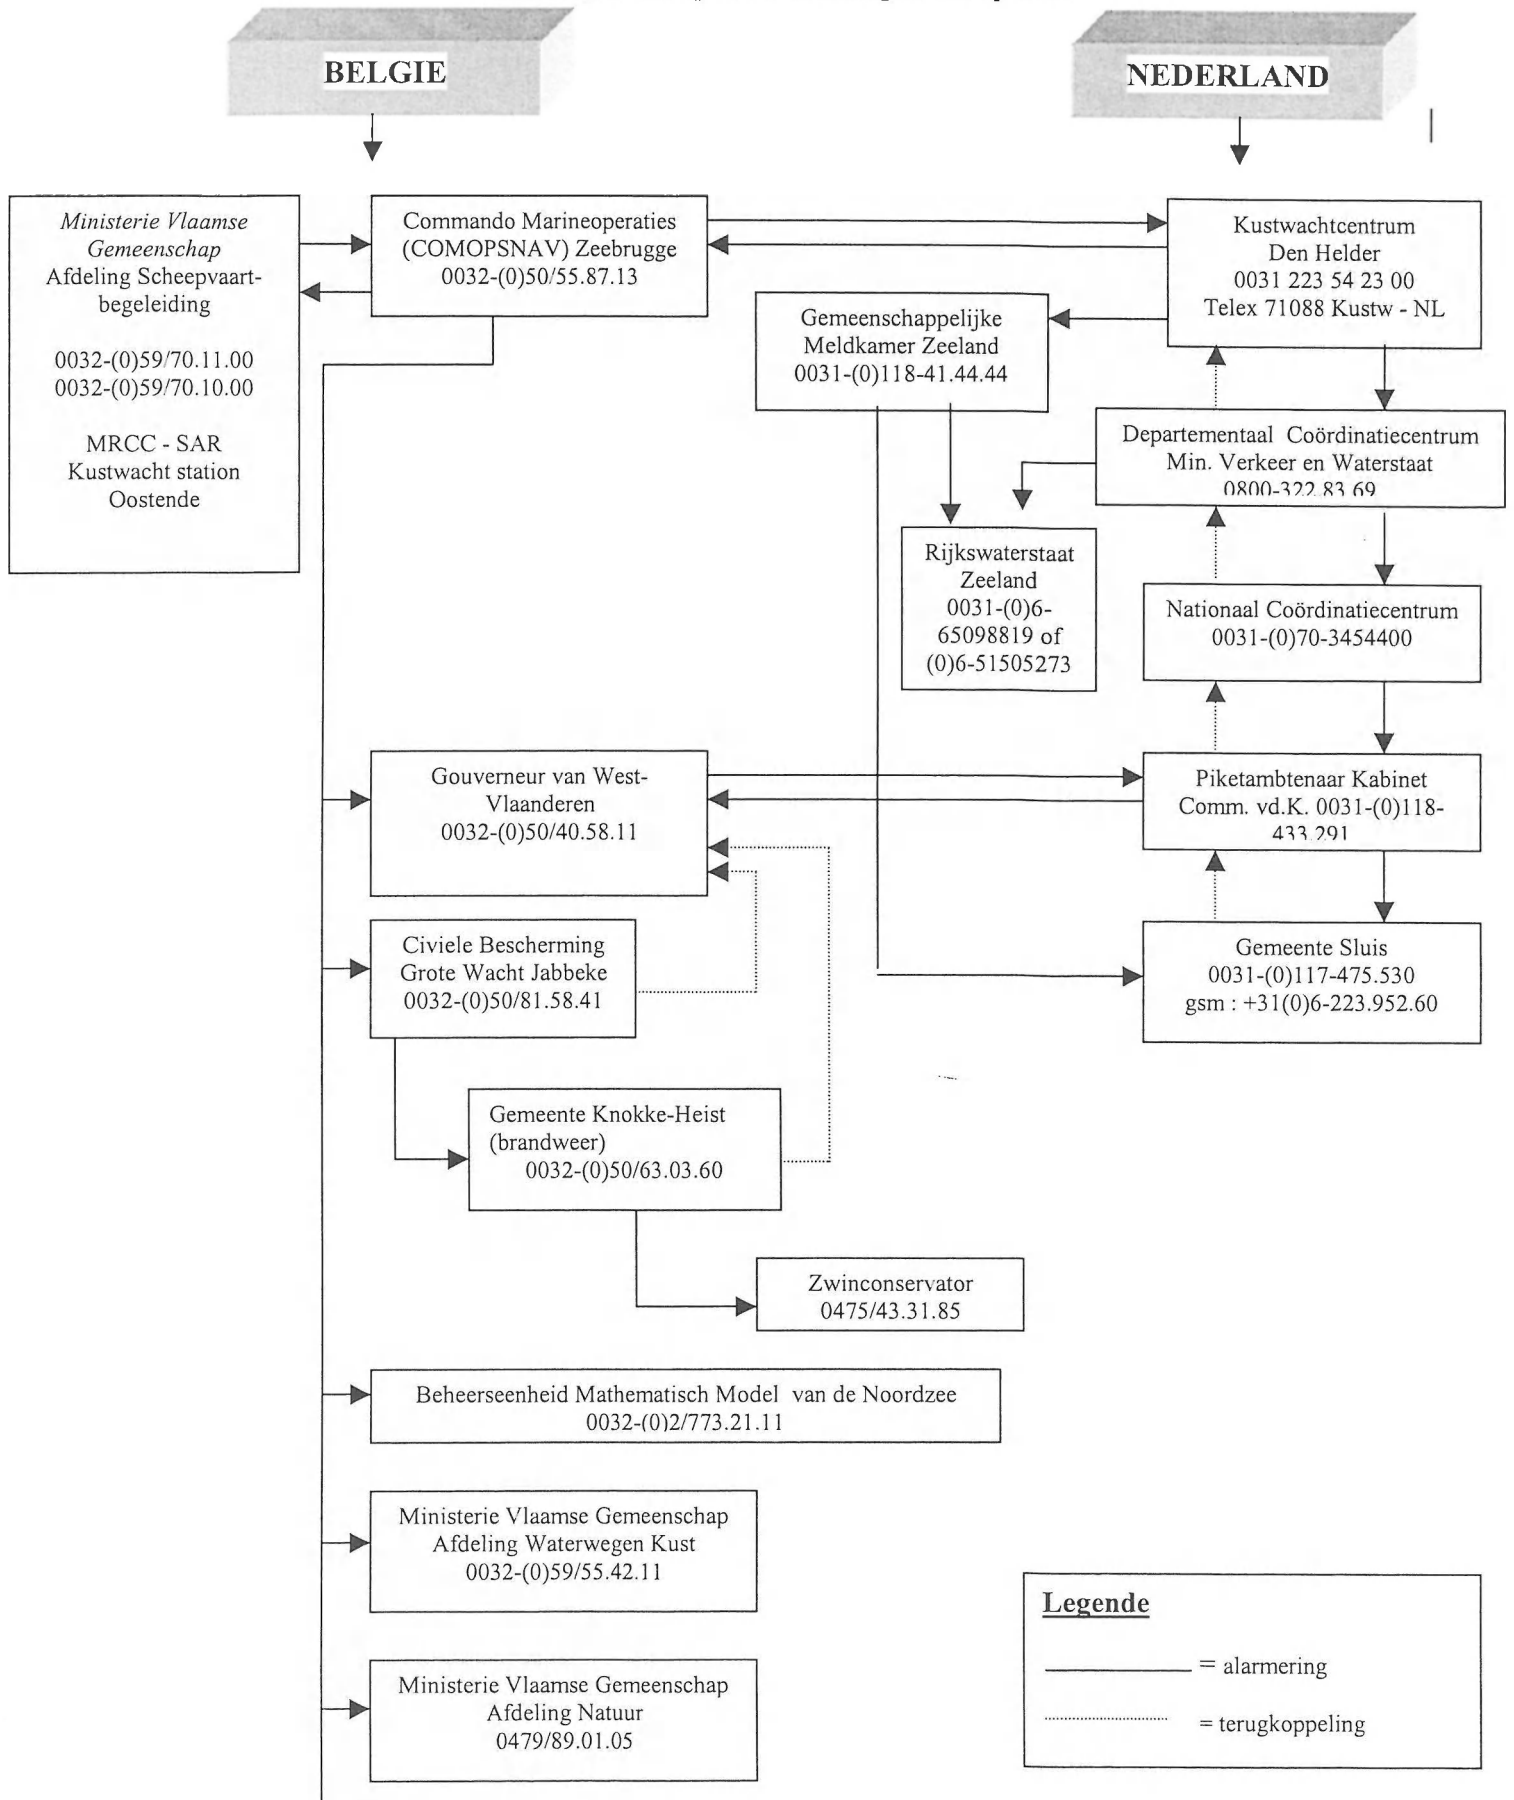 BELGIE
NEDERLAND
Ministerie Vlaamse
Gemeenschap
Afdeling Scheepvaart-
begeleiding
0032-(0)59/70.11.00
0032-(0)59/70.10.00
MRCC - SAR
Kustwacht station
Oostende
Commando Marineoperaties
(COMOPSNAV) Zeebrugge
0032-(0)50/55.87.13
Kustwachtcentrum
Den Helder
0031 223 54 23 00
Telex 71088 Kustw - NL
Gemeenschappelijke
Meldkamer Zeeland
0031-(0)118-41.44.44
Departementaal Coördinatiecentrum
Min. Verkeer en Waterstaat
0800-322 83 69
Rijkswaterstaat
Zeeland
0031-(0)6-
65098819 of
(0)6-51505273
Nationaal Coördinatiecentrum
0031-(0)70-3454400
Gouverneur van West-
Vlaanderen
0032-(0)50/40.58.11
Piketambtenaar Kabinet
Comm. vd.K. 0031-(0)118-
433.291
Civiele Bescherming
Grote Wacht Jabbeke
0032-(0)50/81.58.41
Gemeente Sluis
0031-(0)117-475.530
gsm : +31(0)6-223.952.60
Gemeente Knokke-Heist
(brandweer)
0032-(0)50/63.03.60
Zwinconservator
0475/43.31.85
Beheerseenheid Mathematisch Model van de Noordzee
0032-(0)2/773.21.11
Ministerie Vlaamse Gemeenschap
Afdeling Waterwegen Kust
0032-(0)59/55.42.11
Ministerie Vlaamse Gemeenschap
Afdeling Natuur
0479/89.01.05
Legende
= alarmering
= terugkoppeling